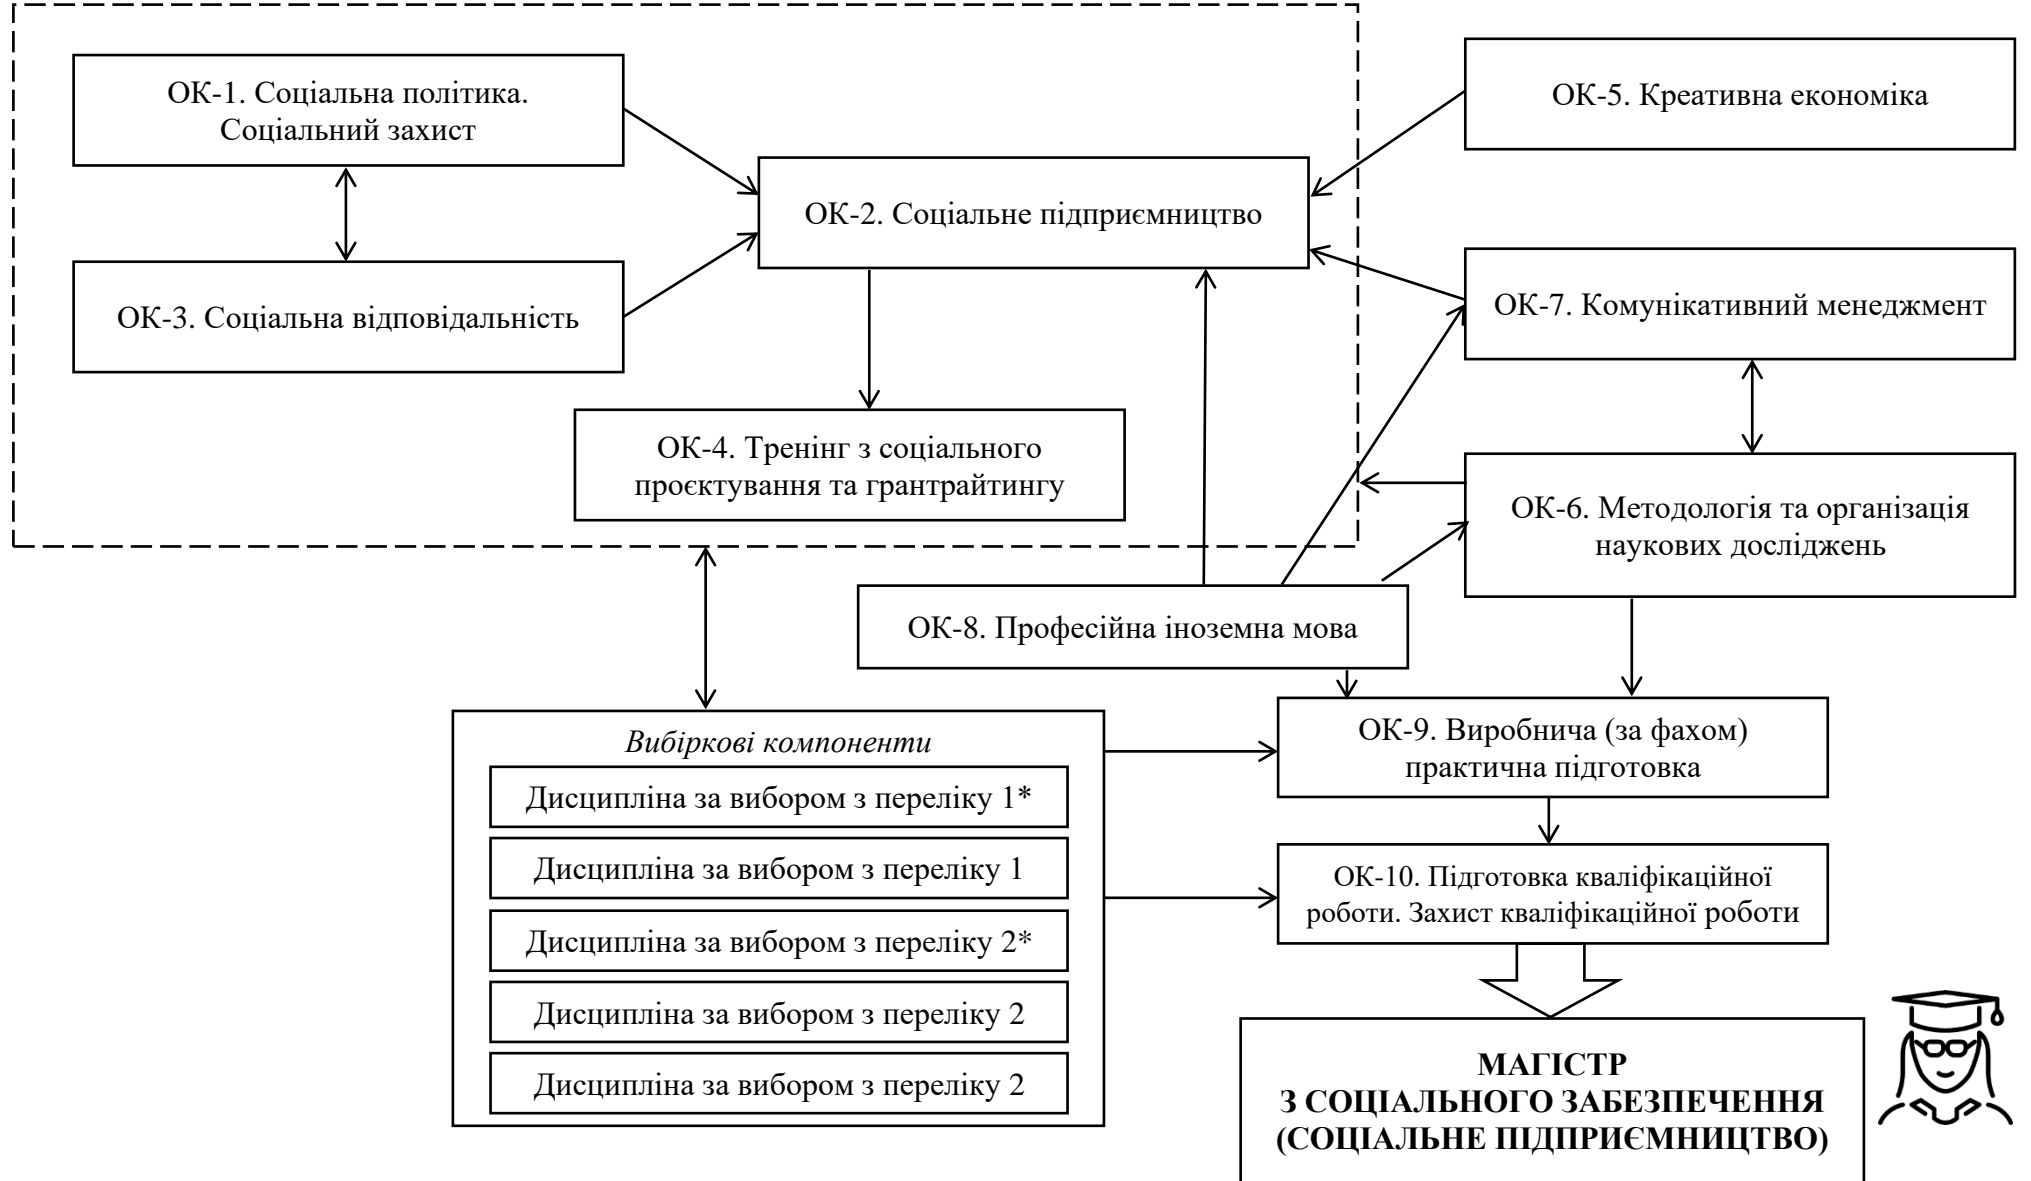 ОК-1. Соціальна політика.
Соціальний захист
ОК-5. Креативна економіка
ОК-2. Соціальне підприємництво
ОК-3. Соціальна відповідальність
ОК-7. Комунікативний менеджмент
ОК-4. Тренінг з соціального
проєктування та грантрайтингу
ОК-6. Методологія та організація
наукових досліджень
ОК-8. Професійна іноземна мова
Вибіркові компоненти
Дисципліна за вибором з переліку 1*
Дисципліна за вибором з переліку 1
Дисципліна за вибором з переліку 2*
Дисципліна за вибором з переліку 2
Дисципліна за вибором з переліку 2
ОК-9. Виробнича (за фахом)
практична підготовка
ОК-10. Підготовка кваліфікаційної
роботи. Захист кваліфікаційної роботи
МАГІСТР
З СОЦІАЛЬНОГО ЗАБЕЗПЕЧЕННЯ
(СОЦІАЛЬНЕ ПІДПРИЄМНИЦТВО)